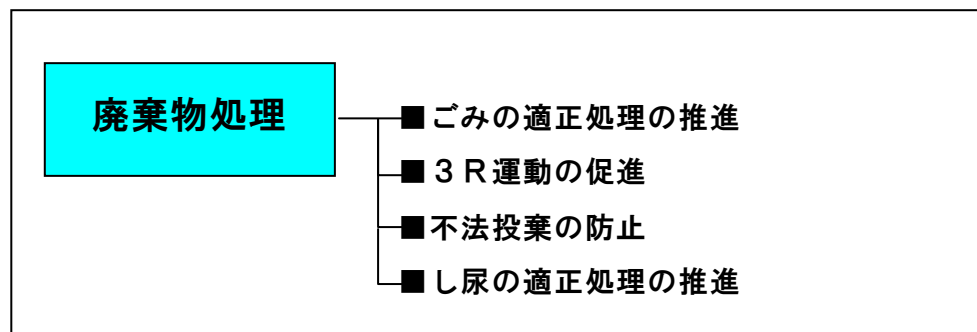 廃棄物処理
■ごみの適正処理の推進
■３Ｒ運動の促進
■不法投棄の防止
■し尿の適正処理の推進